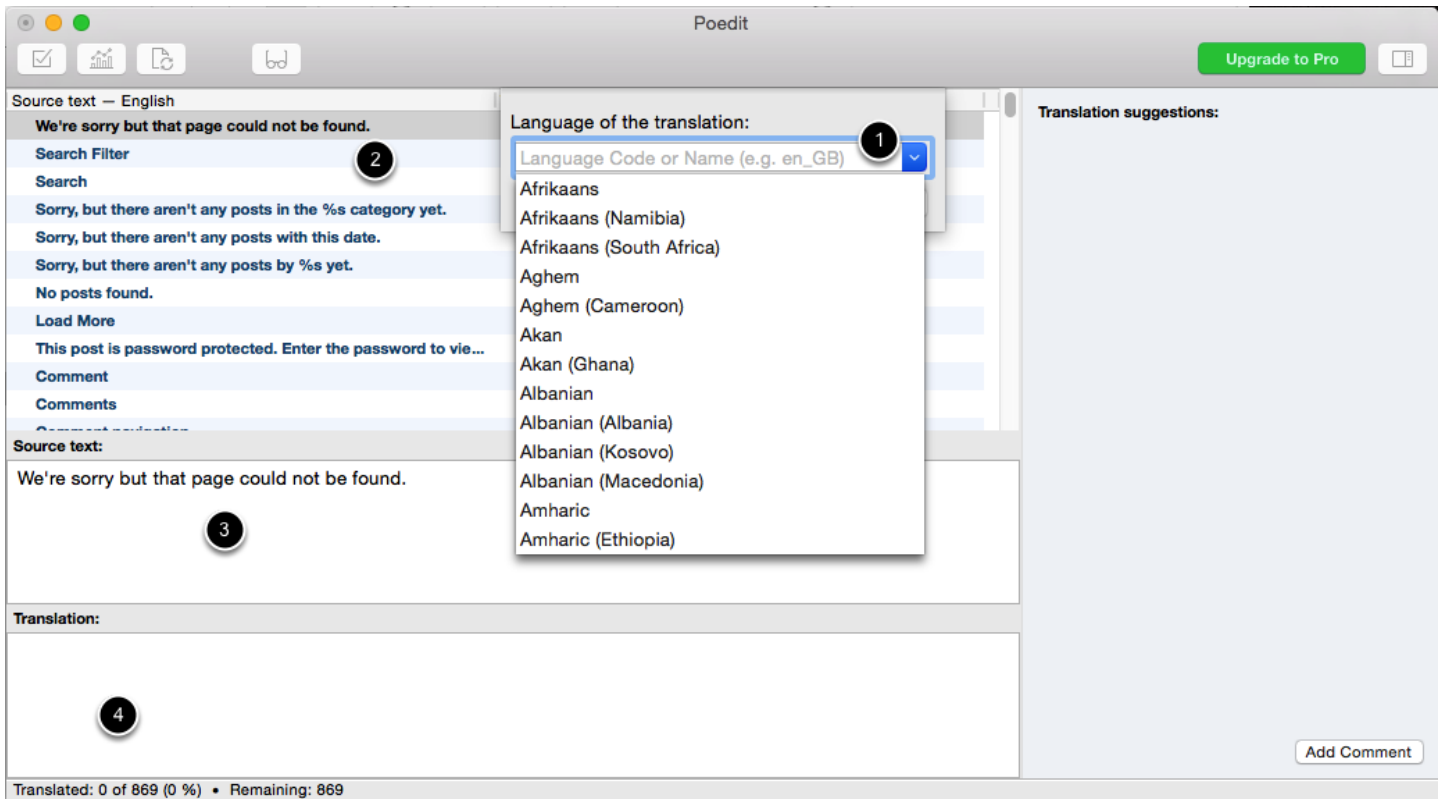 Poedit
Upgrade to Pro
Source text — English
We're sorry but that page could not be found.
Search Filter
Search
Sorry, but there aren't any posts in the %s category yet.
Sorry, but there aren't any posts with this date.
Sorry, but there aren't any posts by %s yet.
No posts found.
Load More
This post is password protected. Enter the password to vie...
Comment
Comments
Comment navigation
2
Language of the translation:
1
Language Code or Name (e.g. en_GB)
Afrikaans
Afrikaans (Namibia)
Afrikaans (South Africa)
Aghem
Aghem (Cameroon)
Akan
Akan (Ghana)
Albanian
Albanian (Albania)
Albanian (Kosovo)
Albanian (Macedonia)
Amharic
Amharic (Ethiopia)
Translation suggestions:
Source text:
We're sorry but that page could not be found.
3
Translation:
4
Add Comment
Translated: 0 of 869 (0 %) • Remaining: 869